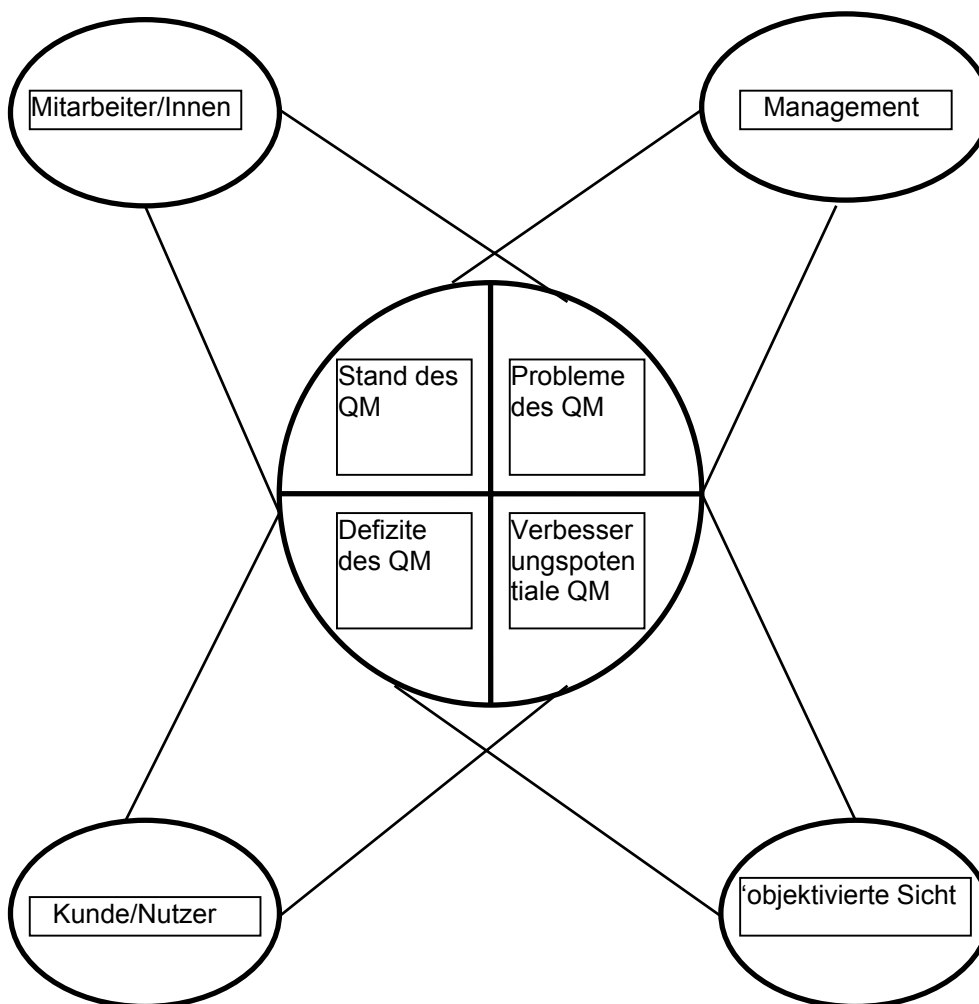 Mitarbeiter/Innen
Management
Stand des
QM
Probleme
des QM
Defizite
des QM
Verbesser
ungspoten
tiale QM
Kunde/Nutzer
‘objektivierte Sicht